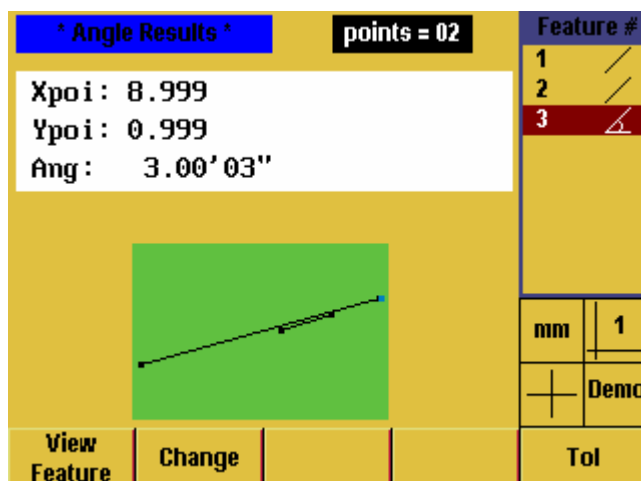 * Angle Results *
points = 02
Feature #
1
2
3
Xpoi: 8.999
Ypoi: 0.999
Ang: 3.00'03"
mm
1
Demo
View
Feature
Change
Tol